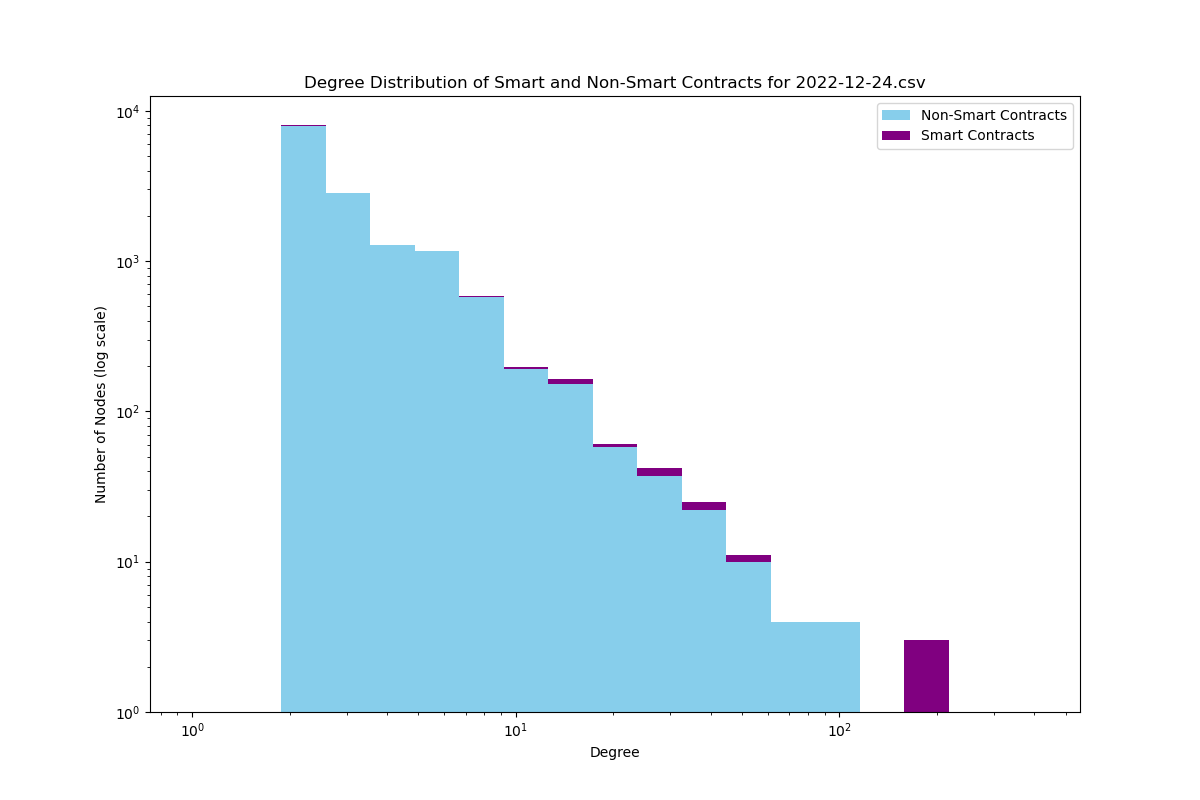 Degree Distribution of Smart and Non-Smart Contracts for 2022-12-24.csv
Non-Smart Contracts
Smart Contracts
10⁴
10³
10²
10¹
10⁰
Number of Nodes (log scale)
10⁰ 10¹ 10²
Degree